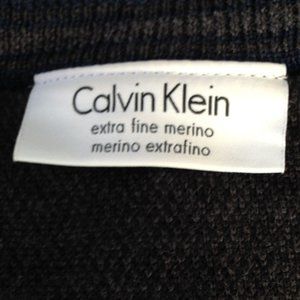 Calvin Klein
extra fine merino
merino extrafino